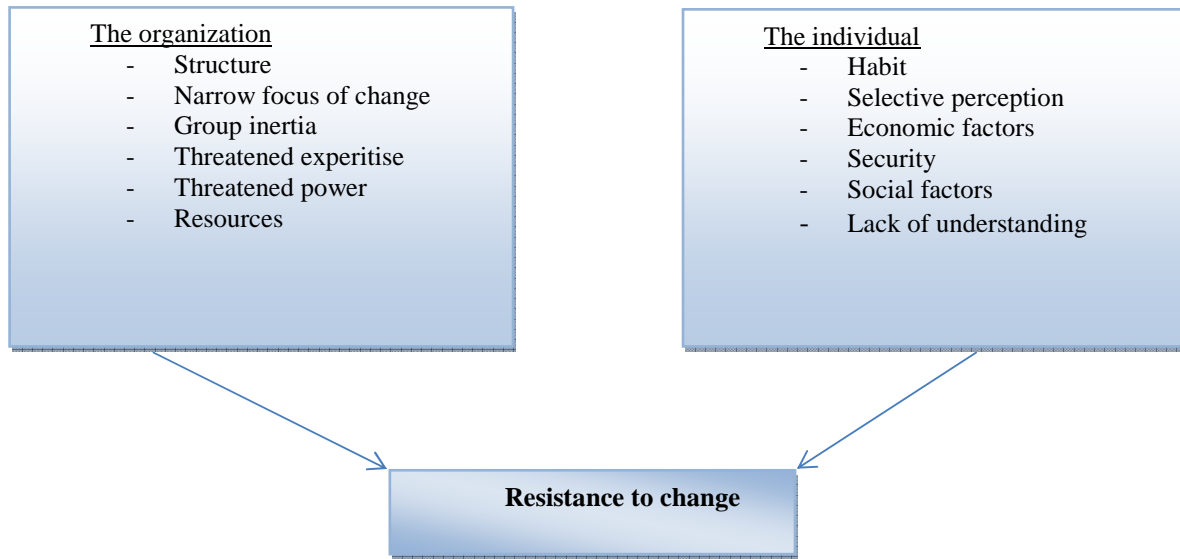 The organization
- Structure
- Narrow focus of change
- Group inertia
- Threatened experitise
- Threatened power
- Resources
The individual
- Habit
- Selective perception
- Economic factors
- Security
- Social factors
- Lack of understanding
Resistance to change